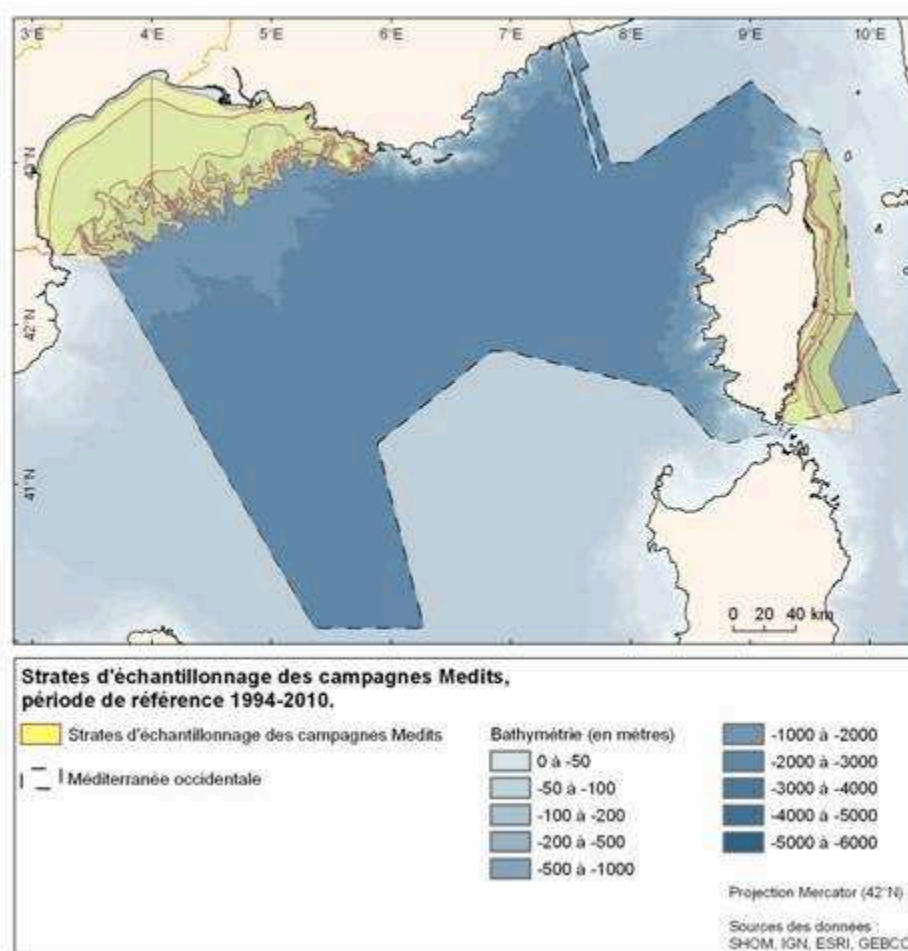 3°E 4°E 5°E 6°E 7°E 8°E 9°E 10°E
43°N
42°N
41°N
0 20 40 km
Strates d'échantillonnage des campagnes Medits,
période de référence 1994-2010.
Strates d'échantillonnage des campagnes Medits
Méditerranée occidentale
Bathymétrie (en mètres)
0 à -50
-50 à -100
-100 à -200
-200 à -500
-500 à -1000
-1000 à -2000
-2000 à -3000
-3000 à -4000
-4000 à -5000
-5000 à -6000
Projection Mercator (42°N)
Sources des données :
SHOM, IGN, ESRI, GEBCO